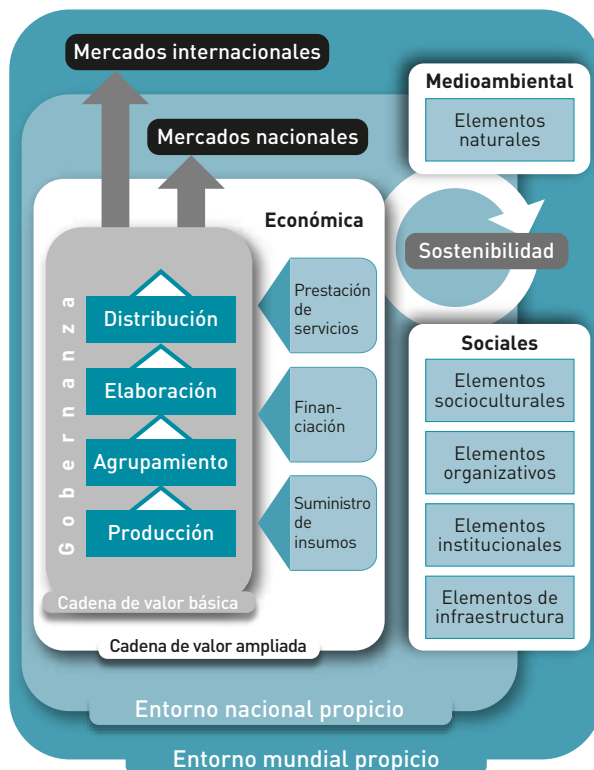 Mercados internacionales
Mercados nacionales
Medioambiental
Elementos
naturales
Económica
Sostenibilidad
Gobernanza
Distribución
Elaboración
Agrupamiento
Producción
Prestación
de
servicios
Finan-
ciación
Suministro
de
insumos
Sociales
Elementos
socioculturales
Elementos
organizativos
Elementos
institucionales
Elementos de
infraestructura
Cadena de valor básica
Cadena de valor ampliada
Entorno nacional propicio
Entorno mundial propicio